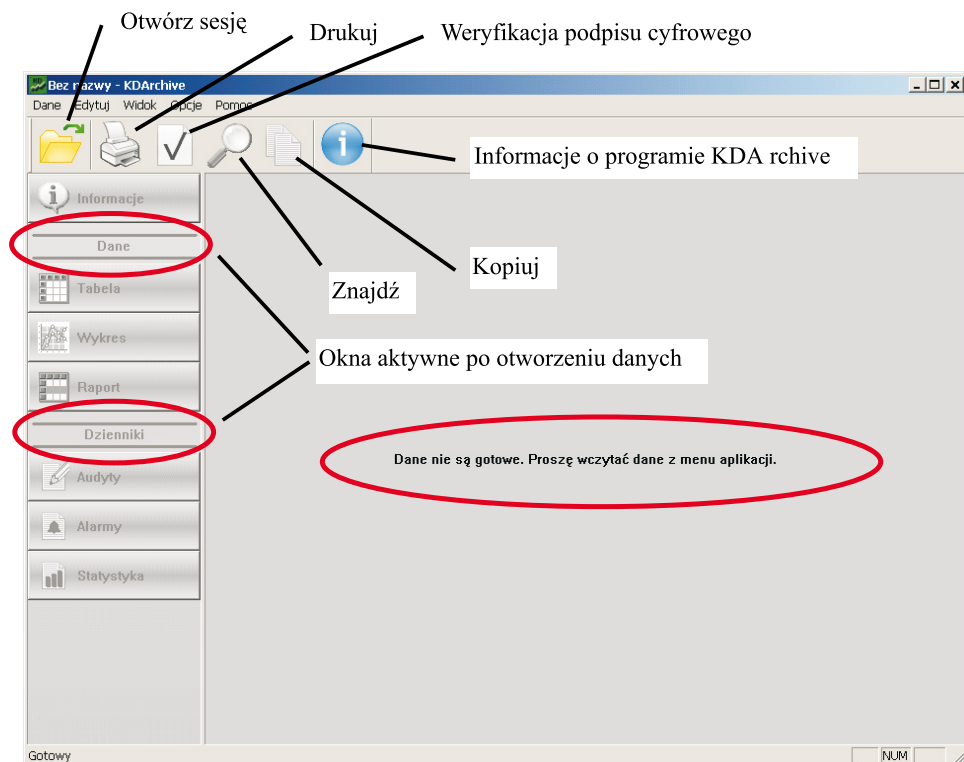 Otwórz sesję
Drukuj
Weryfikacja podpisu cyfrowego
Bez nazwy - KDArchive
Dane Edytuj Widok Opcje Pomoc
Informacje o programie KDA rchive
Informacje
Dane
Kopiuj
Znajdź
Tabela
Wykres
Okna aktywne po otworzeniu danych
Raport
Dzienniki
Dane nie są gotowe. Proszę wczytać dane z menu aplikacji.
Audyty
Alarmy
Statystyka
Gotowy
NUM